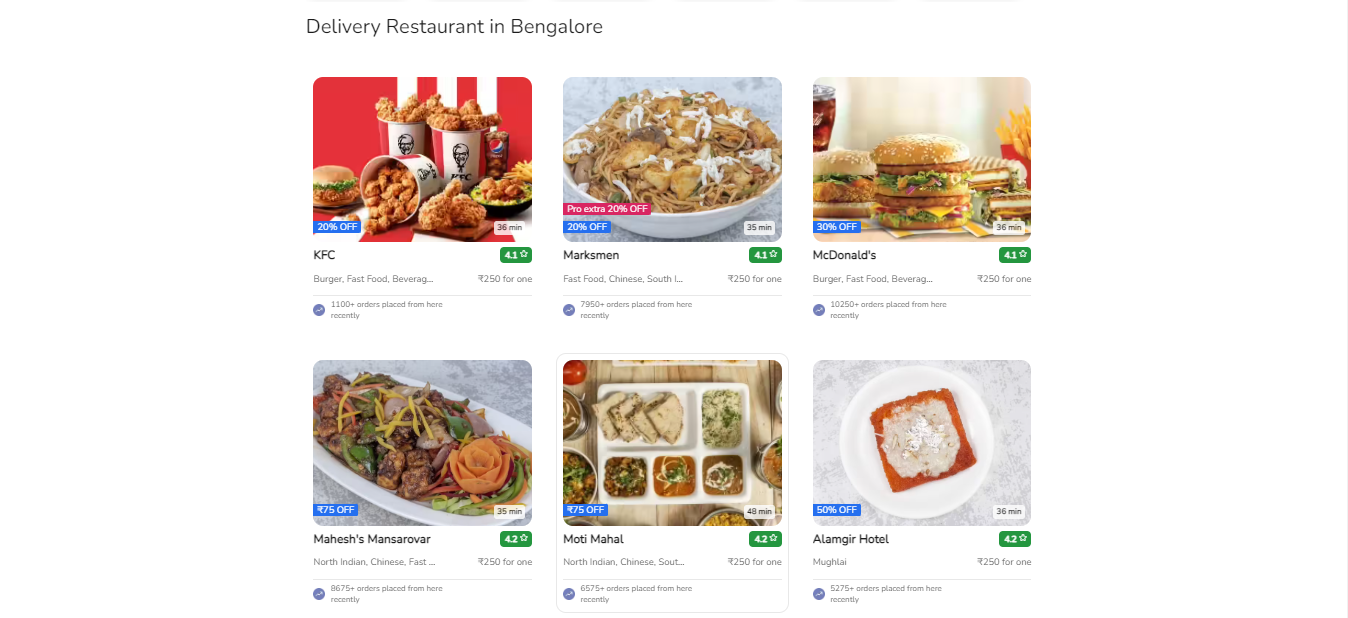 Delivery Restaurant in Bengalore
KFC
20% OFF
36 min
KFC
4.1
Burger, Fast Food, Beverag...
₹250 for one
1100+ orders placed from here
recently
Pro extra 20% OFF
20% OFF
35 min
Marksmen
4.1
Fast Food, Chinese, South I...
₹250 for one
7950+ orders placed from here
recently
30% OFF
36 min
McDonald's
4.1
Burger, Fast Food, Beverag...
₹250 for one
10250+ orders placed from here
recently
₹75 OFF
35 min
Mahesh's Mansarovar
4.2
North Indian, Chinese, Fast ...
₹250 for one
8675+ orders placed from here
recently
₹75 OFF
48 min
Moti Mahal
4.2
North Indian, Chinese, Sout...
₹250 for one
6575+ orders placed from here
recently
50% OFF
36 min
Alamgir Hotel
4.2
Mughlai
₹250 for one
5275+ orders placed from here
recently